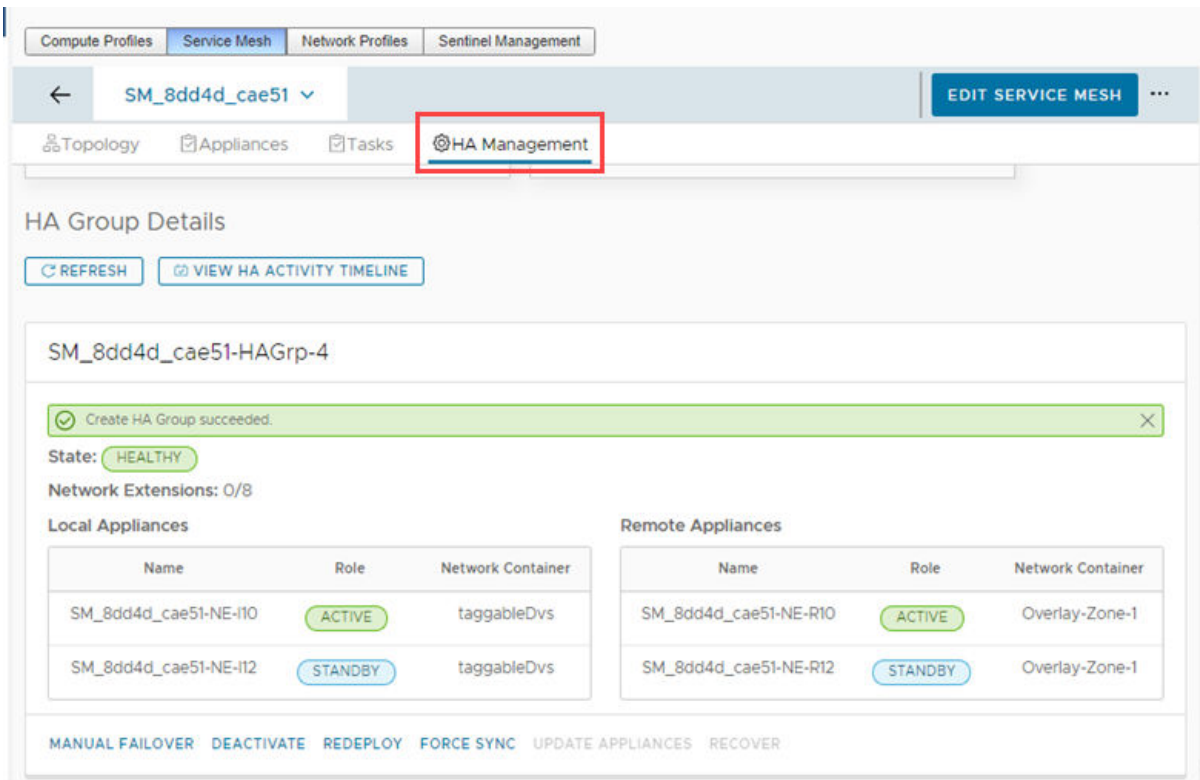 Compute Profiles Service Mesh Network Profiles Sentinel Management
SM_8dd4d_cae51 EDIT SERVICE MESH ...
Topology Appliances Tasks HA Management
HA Group Details
REFRESH VIEW HA ACTIVITY TIMELINE
SM_8dd4d_cae51-HAGrp-4
Create HA Group succeeded.
State: HEALTHY
Network Extensions: 0/8
Local Appliances Remote Appliances
Name Role Network Container Name Role Network Container
SM_8dd4d_cae51-NE-I10 ACTIVE taggableDvs SM_8dd4d_cae51-NE-R10 ACTIVE Overlay-Zone-1
SM_8dd4d_cae51-NE-I12 STANDBY taggableDvs SM_8dd4d_cae51-NE-R12 STANDBY Overlay-Zone-1
MANUAL FAILOVER DEACTIVATE REDEPLOY FORCE SYNC UPDATE APPLIANCES RECOVER